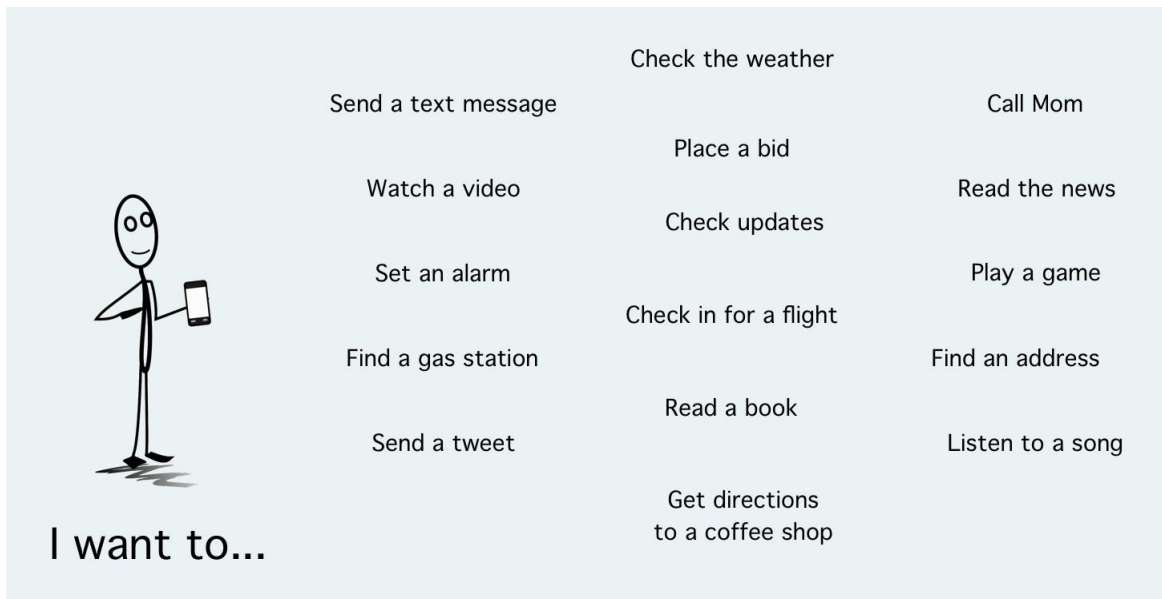 Check the weather
Send a text message
Call Mom
Place a bid
Watch a video
Read the news
Check updates
Set an alarm
Play a game
Check in for a flight
Find a gas station
Find an address
Read a book
Send a tweet
Listen to a song
Get directions
to a coffee shop
I want to...